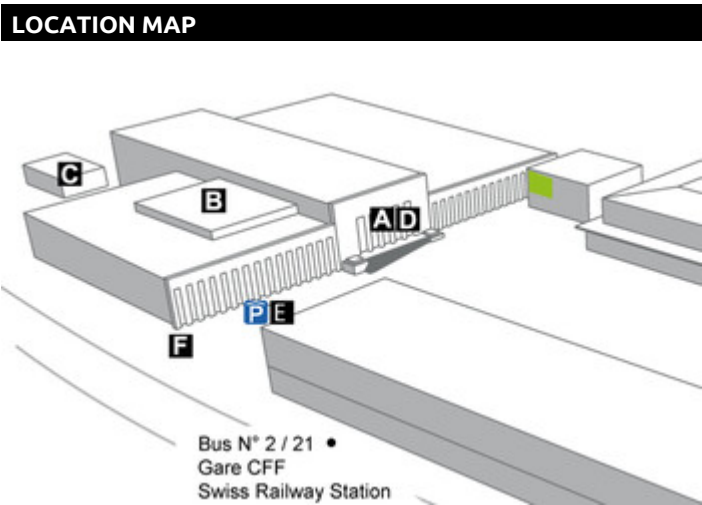 LOCATION MAP
C
B
A D
P E
F
Bus N° 2 / 21 •
Gare CFF
Swiss Railway Station